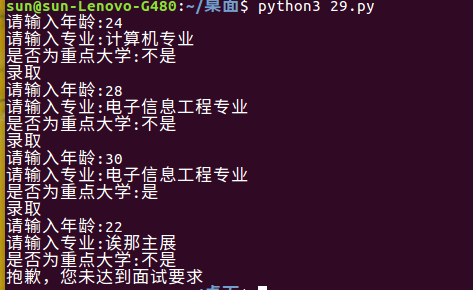 sun@sun-Lenovo-G480:~/桌面$ python3 29.py
请输入年龄:24
请输入专业:计算机专业
是否为重点大学:不是
录取
请输入年龄:28
请输入专业:电子信息工程专业
是否为重点大学:不是
录取
请输入年龄:30
请输入专业:电子信息工程专业
是否为重点大学:是
录取
请输入年龄:22
请输入专业:诶那主展
是否为重点大学:不是
抱歉，您未达到面试要求